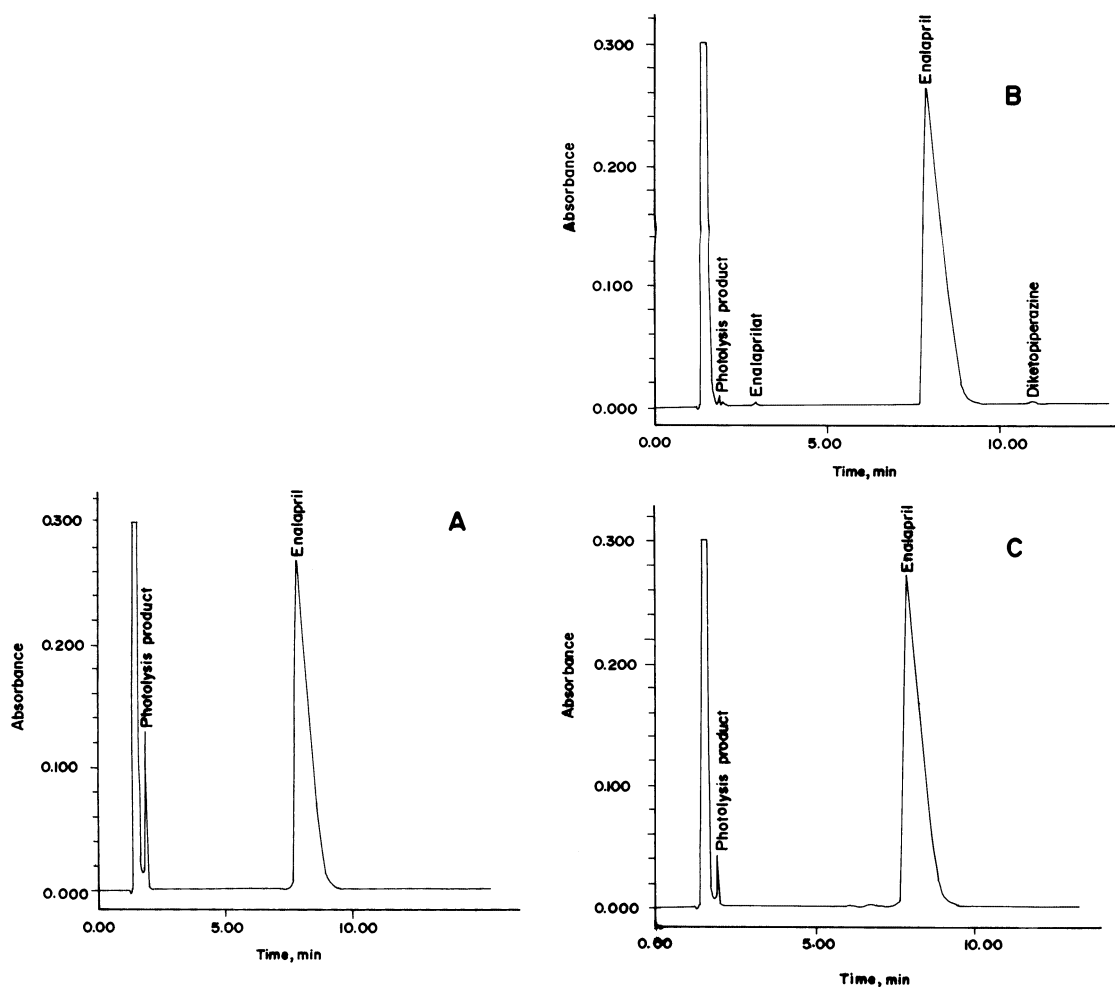 B
0.300
0.200
0.100
0.000
Absorbance
Photolysis product
Enalaprilat
Enalapril
Diketopiperazine
0.00
5.00
10.00
Time, min
A
0.300
0.200
0.100
0.000
Absorbance
Photolysis product
Enalapril
0.00
5.00
10.00
Time, min
C
0.300
0.200
0.100
0.000
Absorbance
Photolysis product
Enalapril
0.00
5.00
10.00
Time, min